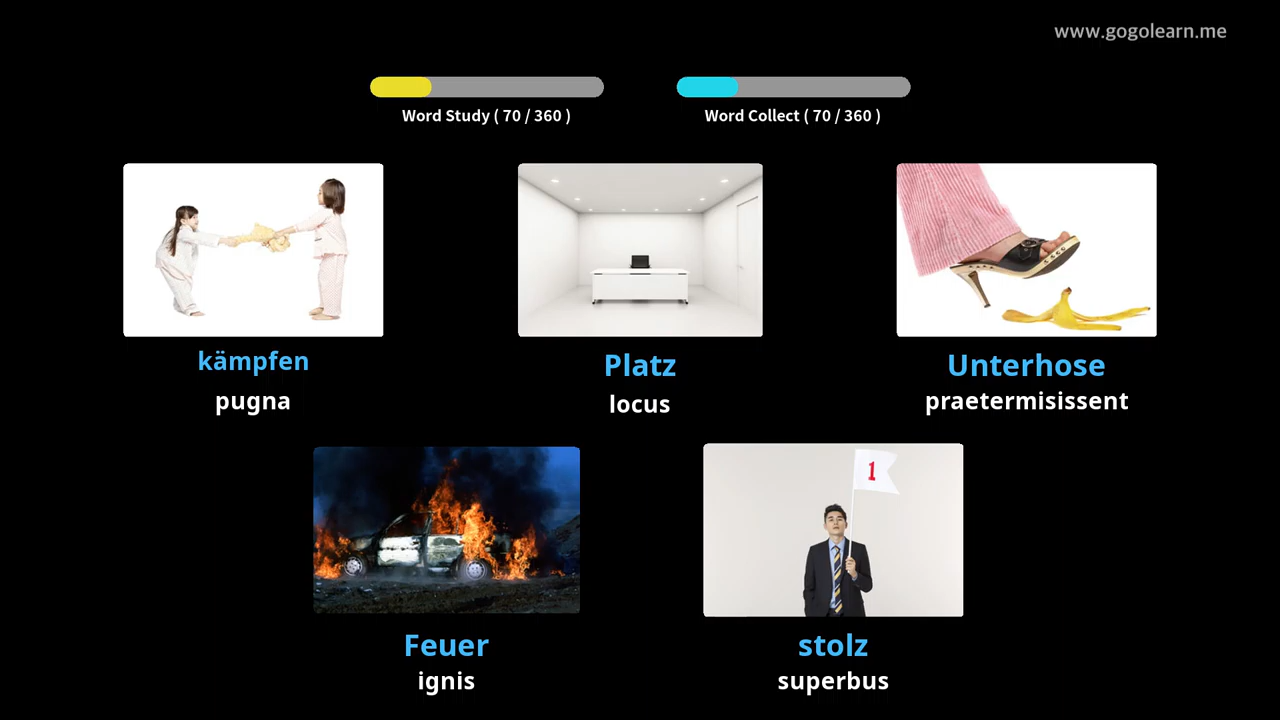 www.gogolearn.me
Word Study ( 70 / 360 )
Word Collect ( 70 / 360 )
kämpfen
pugna
Platz
locus
Unterhose
praetermisissent
1
Feuer
ignis
stolz
superbus